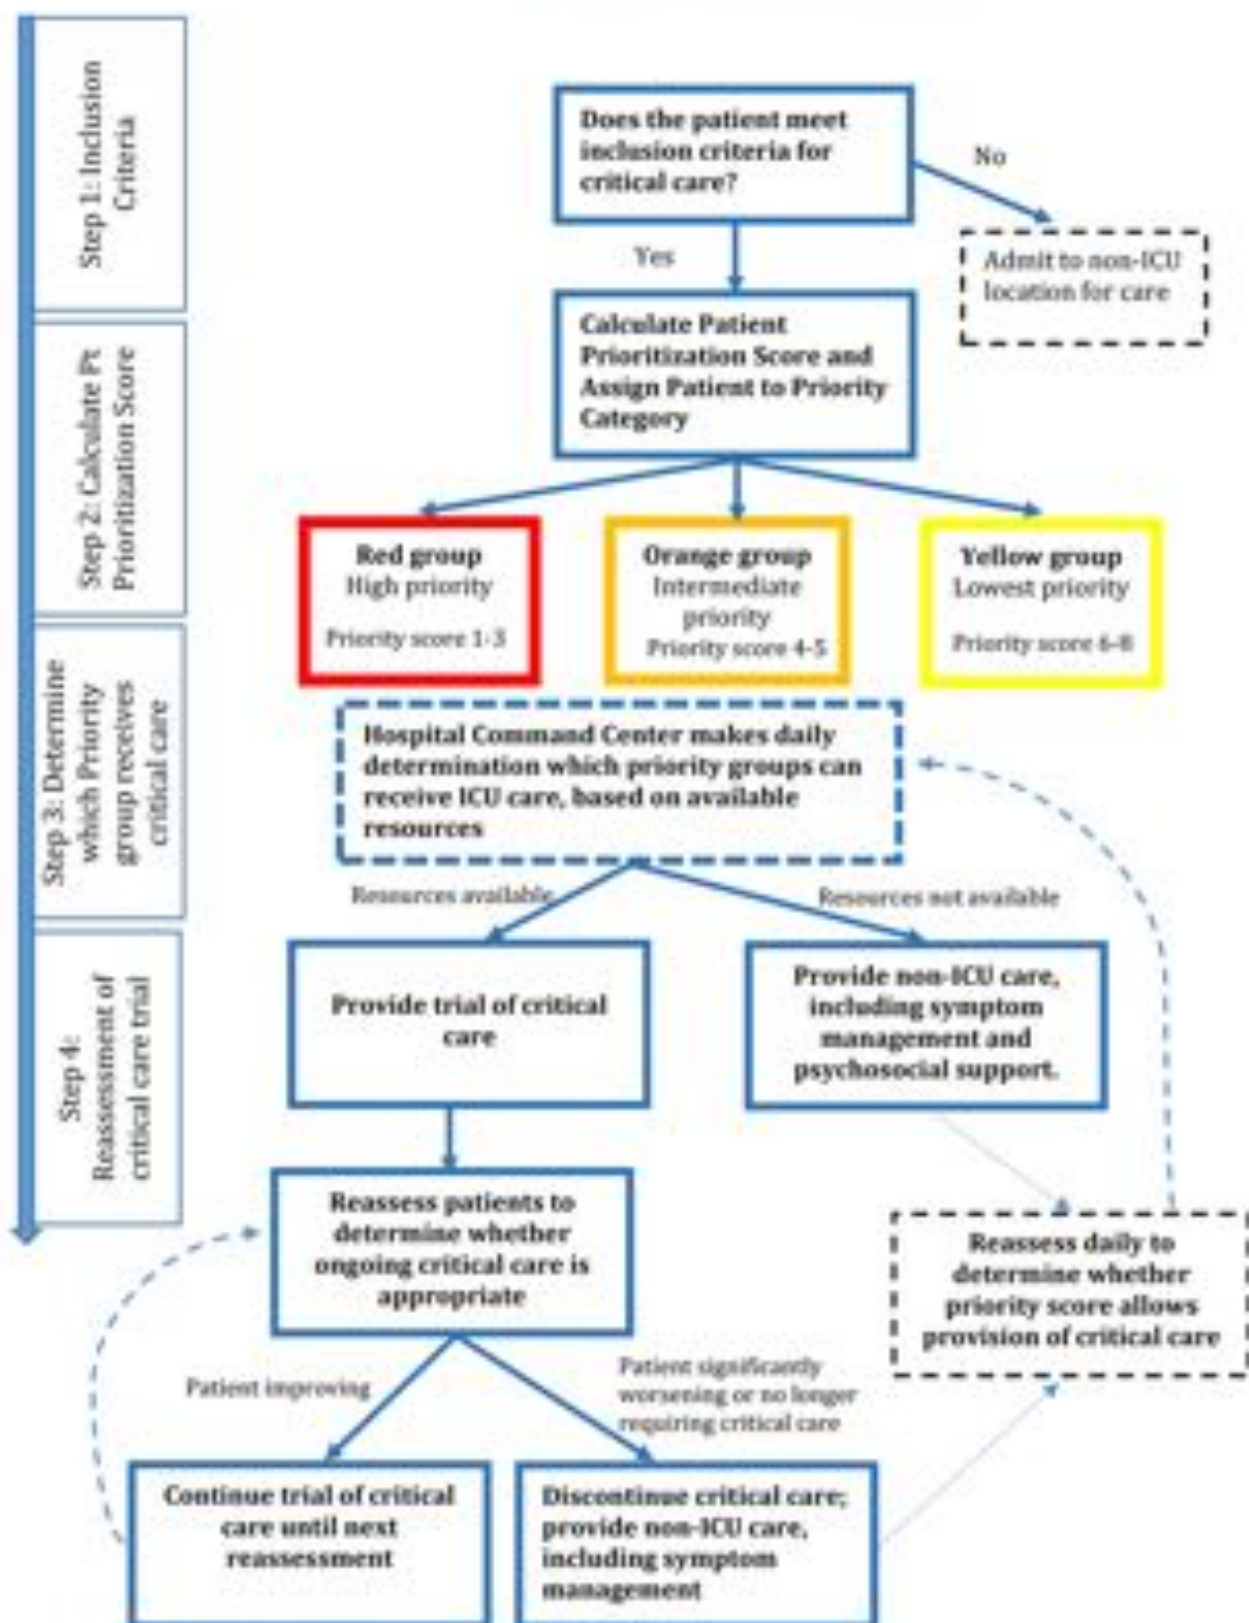 Step 1: Inclusion
Criteria
Does the patient meet
inclusion criteria for
critical care?
No
Yes
Admit to non-ICU
location for care
Step 2: Calculate Pt
Prioritization Score
Calculate Patient
Prioritization Score and
Assign Patient to Priority
Category
Red group
High priority
Priority score 1-3
Orange group
Intermediate
priority
Priority score 4-5
Yellow group
Lowest priority
Priority score 6-8
Step 3: Determine
which Priority
group receives
critical care
Hospital Command Center makes daily
determination which priority groups can
receive ICU care, based on available
resources
Resources available
Resources not available
Step 4:
Reassessment of
critical care trial
Provide trial of critical
care
Provide non-ICU care,
including symptom
management and
psychosocial support.
Reassess patients to
determine whether
ongoing critical care is
appropriate
Reassess daily to
determine whether
priority score allows
provision of critical care
Patient improving
Patient significantly
worsening or no longer
requiring critical care
Continue trial of critical
care until next
reassessment
Discontinue critical care;
provide non-ICU care,
including symptom
management